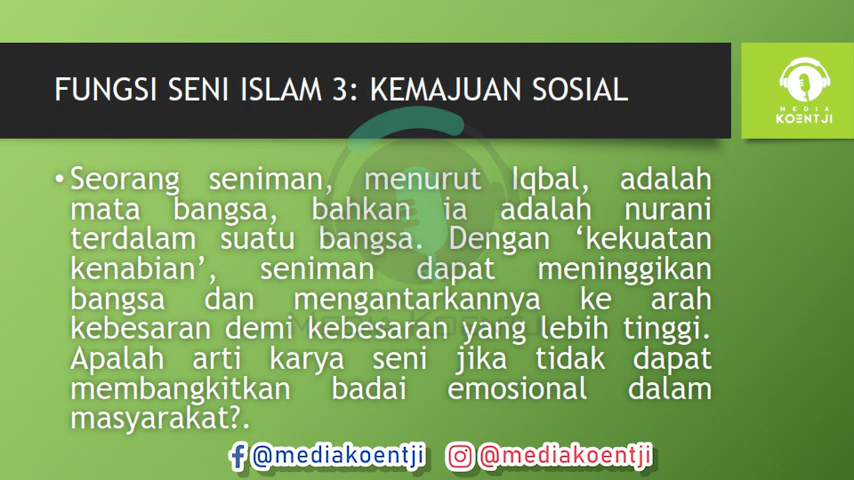 FUNGSI SENI ISLAM 3: KEMAJUAN SOSIAL
MEDIA
KOENTJI
• Seorang seniman, menurut Iqbal, adalah
mata bangsa, bahkan ia adalah nurani
terdalam suatu bangsa. Dengan ‘kekuatan
kenabian’, seniman dapat meninggikan
bangsa dan mengantarkannya ke arah
kebesaran demi kebesaran yang lebih tinggi.
Apalah arti karya seni jika tidak dapat
membangkitkan badai emosional dalam
masyarakat?.
MEDIA KOENTJI
@mediakoentji @mediakoentji